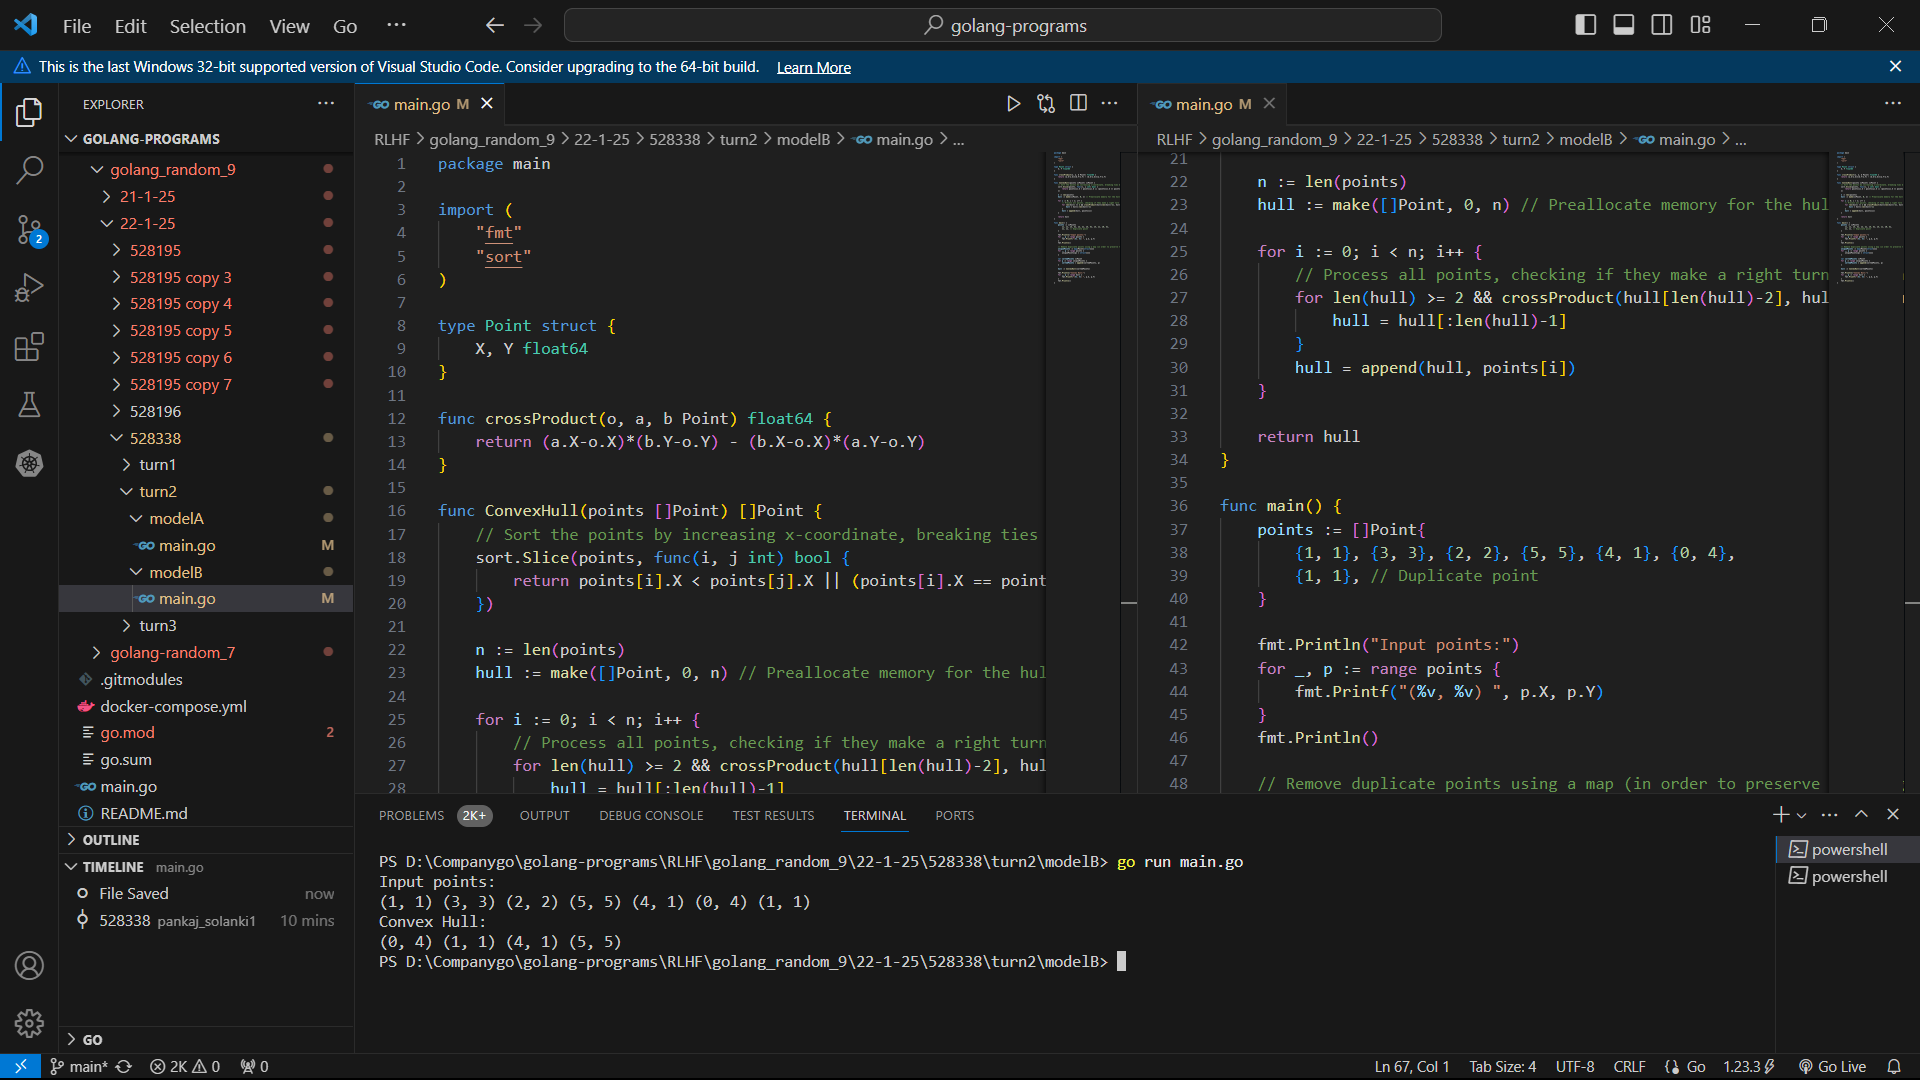 File Edit Selection View Go ··· golang-programs
This is the last Windows 32-bit supported version of Visual Studio Code. Consider upgrading to the 64-bit build. Learn More
EXPLORER
GOLANG-PROGRAMS
golang_random_9
21-1-25
22-1-25
528195
528195 copy 3
528195 copy 4
528195 copy 5
528195 copy 6
528195 copy 7
528196
528338
turn1
turn2
modelA
GO main.go M
modelB
GO main.go M
turn3
golang-random_7
.gitmodules
docker-compose.yml
go.mod 2
go.sum
GO main.go
README.md
OUTLINE
TIMELINE main.go
File Saved now
528338 pankaj_solanki1 10 mins
GO
2
GO main.go M
RLHF > golang_random_9 > 22-1-25 > 528338 > turn2 > modelB > GO main.go > ...
1 package main
2
3 import (
4 "fmt"
5 "sort"
6 )
7
8 type Point struct {
9 X, Y float64
10 }
11
12 func crossProduct(o, a, b Point) float64 {
13 return (a.X-o.X)*(b.Y-o.Y) - (b.X-o.X)*(a.Y-o.Y)
14 }
15
16 func ConvexHull(points []Point) []Point {
17 // Sort the points by increasing x-coordinate, breaking ties
18 sort.Slice(points, func(i, j int) bool {
19 return points[i].X < points[j].X || (points[i].X == point
20 })
21
22 n := len(points)
23 hull := make([]Point, 0, n) // Preallocate memory for the hul
24
25 for i := 0; i < n; i++ {
26 // Process all points, checking if they make a right turn
27 for len(hull) >= 2 && crossProduct(hull[len(hull)-2], hul
28 hull = hull[:len(hull)-1]
GO main.go M
RLHF > golang_random_9 > 22-1-25 > 528338 > turn2 > modelB > GO main.go > ...
21
22 n := len(points)
23 hull := make([]Point, 0, n) // Preallocate memory for the hul
24
25 for i := 0; i < n; i++ {
26 // Process all points, checking if they make a right turn
27 for len(hull) >= 2 && crossProduct(hull[len(hull)-2], hul
28 hull = hull[:len(hull)-1]
29 }
30 hull = append(hull, points[i])
31 }
32
33 return hull
34 }
35
36 func main() {
37 points := []Point{
38 {1, 1}, {3, 3}, {2, 2}, {5, 5}, {4, 1}, {0, 4},
39 {1, 1}, // Duplicate point
40 }
41
42 fmt.Println("Input points:")
43 for _, p := range points {
44 fmt.Printf("(%v, %v) ", p.X, p.Y)
45 }
46 fmt.Println()
47
48 // Remove duplicate points using a map (in order to preserve
PROBLEMS 2K+ OUTPUT DEBUG CONSOLE TEST RESULTS TERMINAL PORTS
PS D:\Companygo\golang-programs\RLHF\golang_random_9\22-1-25\528338\turn2\modelB> go run main.go
Input points:
(1, 1) (3, 3) (2, 2) (5, 5) (4, 1) (0, 4) (1, 1)
Convex Hull:
(0, 4) (1, 1) (4, 1) (5, 5)
PS D:\Companygo\golang-programs\RLHF\golang_random_9\22-1-25\528338\turn2\modelB>
powershell
powershell
main* 2K 0 0 Ln 67, Col 1 Tab Size: 4 UTF-8 CRLF {} Go 1.23.3 Go Live